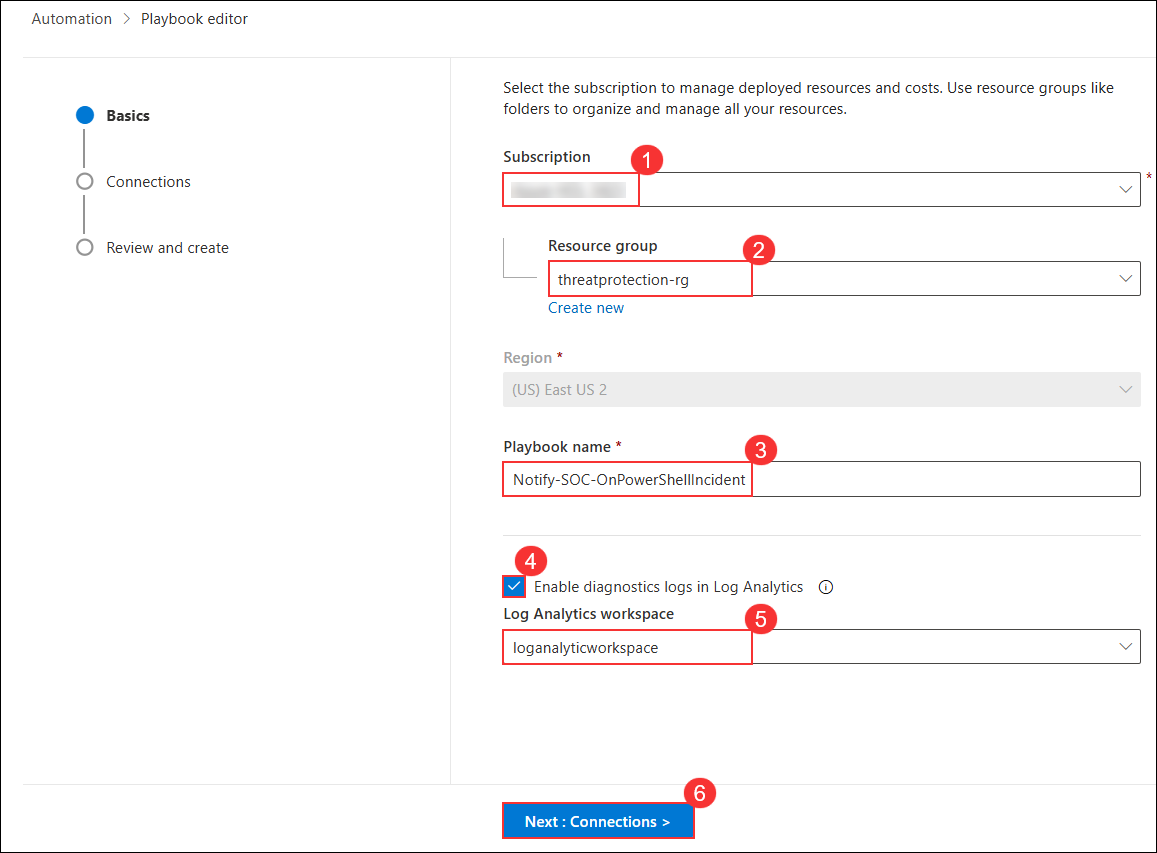 Automation > Playbook editor
Basics
Connections
Review and create
Select the subscription to manage deployed resources and costs. Use resource groups like
folders to organize and manage all your resources.
Subscription
1
*
Resource group
2
threatprotection-rg
Create new
Region *
(US) East US 2
Playbook name *
3
Notify-SOC-OnPowerShellIncident
4
Enable diagnostics logs in Log Analytics
Log Analytics workspace
5
loganalyticworkspace
6
Next : Connections >